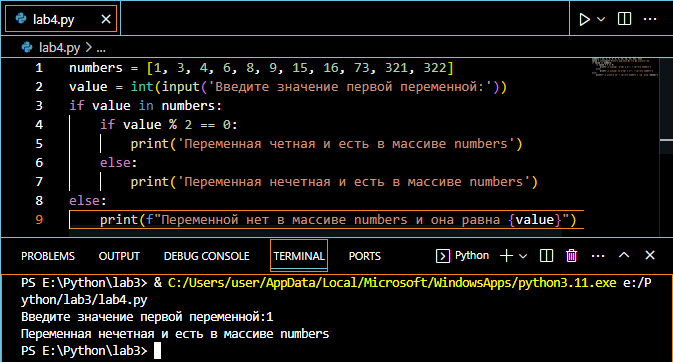 lab4.py
lab4.py > ...
1 numbers = [1, 3, 4, 6, 8, 9, 15, 16, 73, 321, 322]
2 value = int(input('Введите значение первой переменной:'))
3 if value in numbers:
4 if value % 2 == 0:
5 print('Переменная четная и есть в массиве numbers')
6 else:
7 print('Переменная нечетная и есть в массиве numbers')
8 else:
9 print(f"Переменной нет в массиве numbers и она равна {value}")
PROBLEMS OUTPUT DEBUG CONSOLE TERMINAL PORTS Python
PS E:\Python\lab3> & C:/Users/user/AppData/Local/Microsoft/WindowsApps/python3.11.exe e:/P
ython/lab3/lab4.py
Введите значение первой переменной:1
Переменная нечетная и есть в массиве numbers
PS E:\Python\lab3>